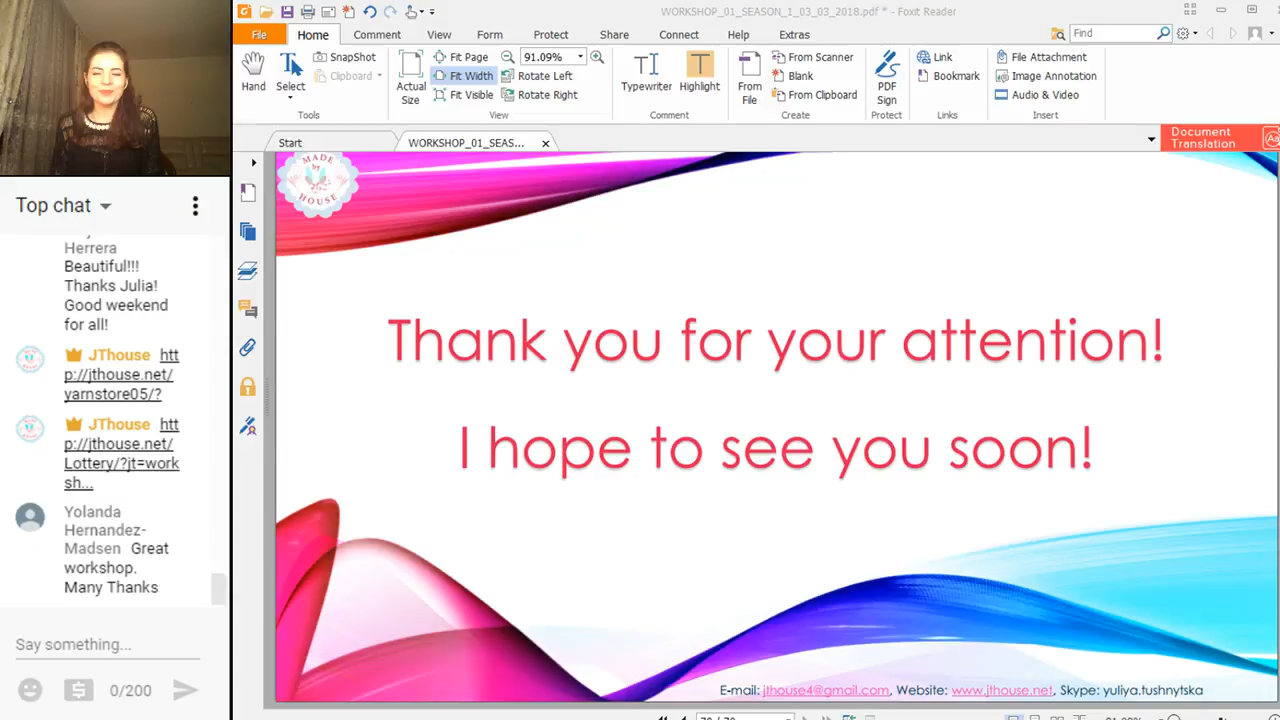 WORKSHOP_01_SEASON_1_03_03_2018.pdf * - Foxit Reader
File Home Comment View Form Protect Share Connect Help Extras Find
SnapShot Fit Page 91.09% From Scanner Link File Attachment
Clipboard Fit Width Rotate Left Blank Bookmark Image Annotation
Hand Select Actual Size Fit Visible Rotate Right Typewriter Highlight From File From Clipboard PDF Sign Audio & Video
Tools View Comment Create Protect Links Insert
Start WORKSHOP_01_SEAS... Document
Translation
MADE
by
HOUSE
Thank you for your attention!
I hope to see you soon!
E-mail: jthouse4@gmail.com, Website: www.jthouse.net, Skype: yuliya.tushnytska
Top chat
Herrera
Beautiful!!!
Thanks Julia!
Good weekend
for all!
JThouse htt
p://jthouse.net/
yarnstore05/?
JThouse htt
p://jthouse.net/
Lottery/?jt=work
sh...
Yolanda
Hernandez-
Madsen Great
workshop.
Many Thanks
Say something...
0/200